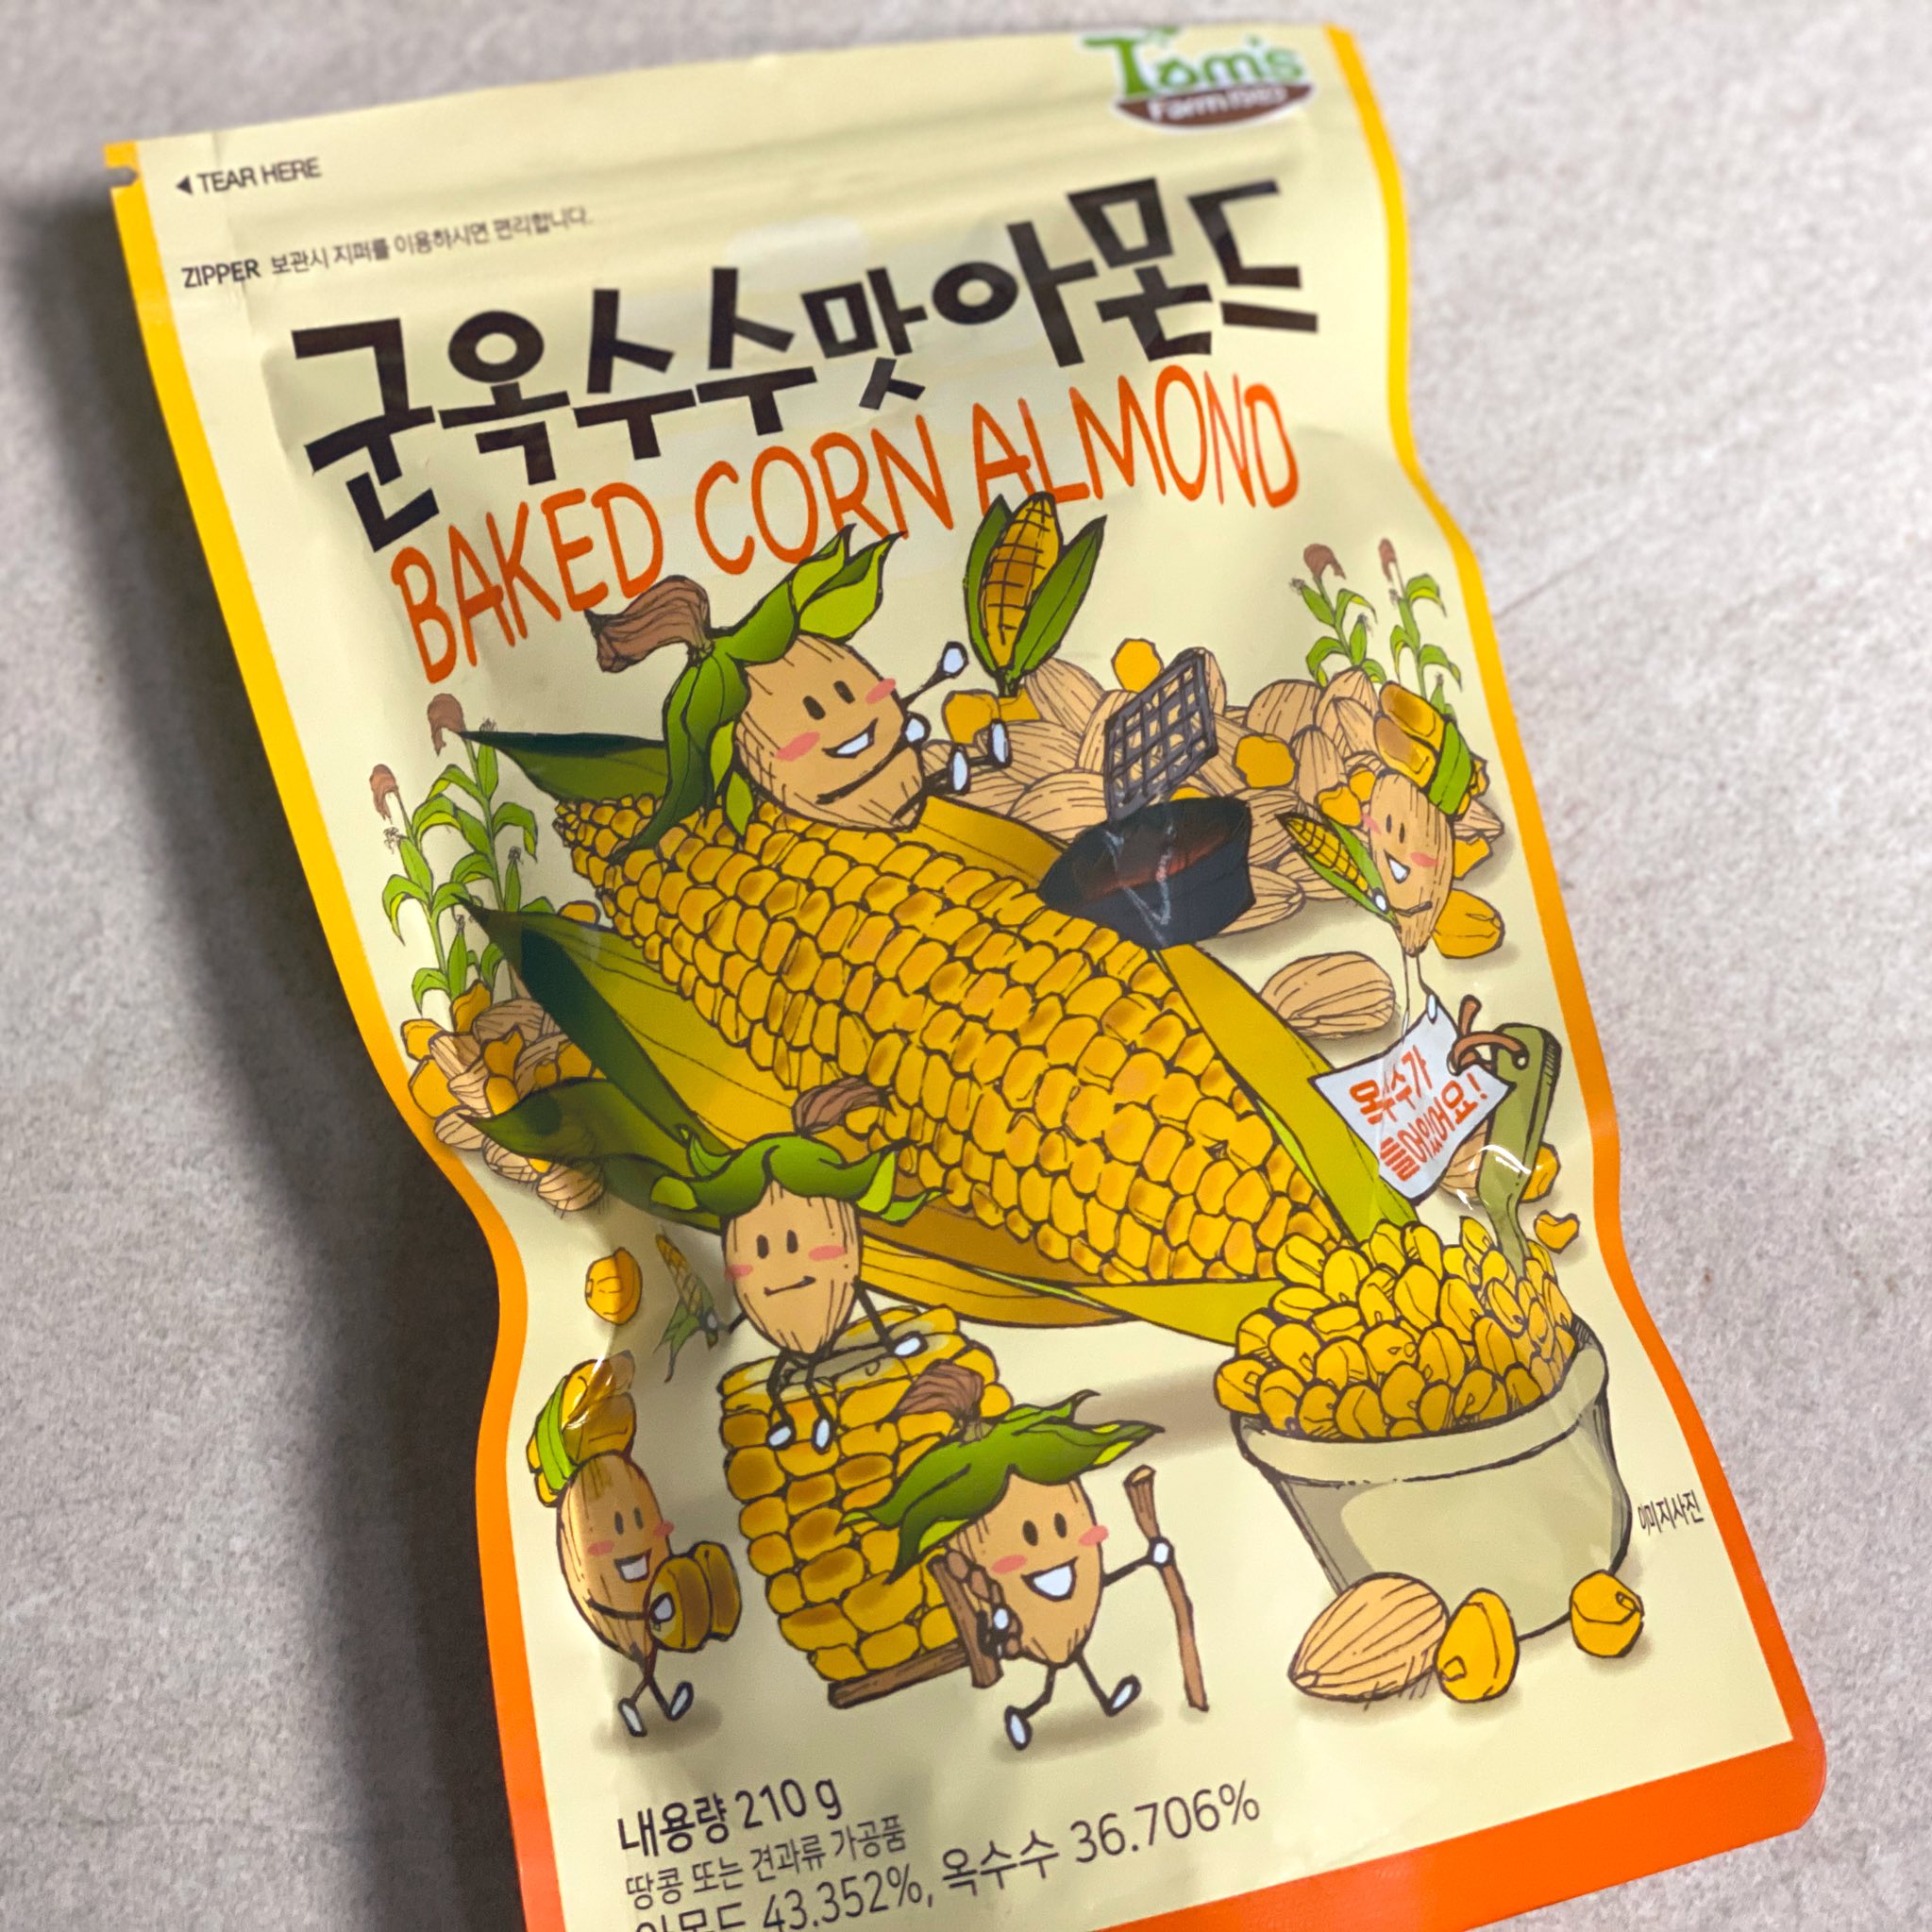 Tom's
Farm
◀ TEAR HERE
ZIPPER 보관시 지퍼를 이용하시면 편리합니다.
군옥수수맛아몬드
BAKED CORN ALMOND
옥수수가
들어있어요!
이미지사진
내용량 210 g
땅콩 또는 견과류 가공품
아몬드 43.352%, 옥수수 36.706%